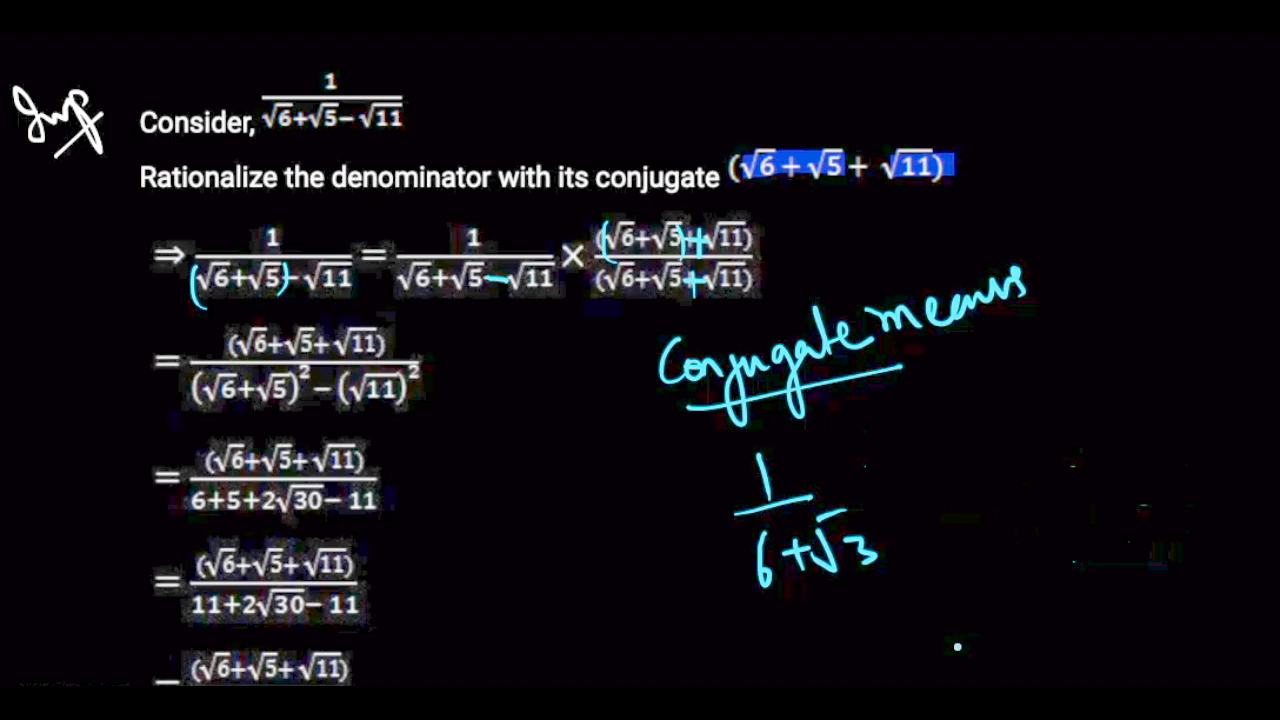 Imp
Consider, 1/(√6+√5−√11)
Rationalize the denominator with its conjugate (√6 + √5 + √11)
⇒ 1/((√6+√5)−√11) = 1/(√6+√5−√11) × ((√6+√5)+√11)/(√6+√5+√11)
= (√6+√5+√11)/((√6+√5)²−(√11)²)
= (√6+√5+√11)/(6+5+2√30−11)
= (√6+√5+√11)/(11+2√30−11)
(√6+√5+√11)
Conjugate means
1/(6+√3)